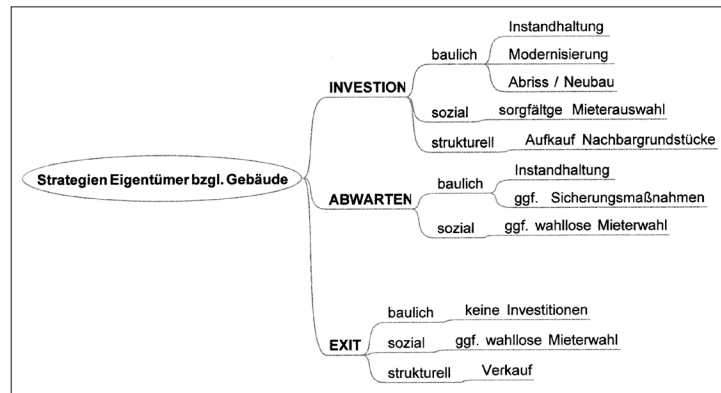 Strategien Eigentümer bzgl. Gebäude
INVESTION
baulich
Instandhaltung
Modernisierung
Abriss / Neubau
sozial
sorgfältge Mieterauswahl
strukturell
Aufkauf Nachbargrundstücke
ABWARTEN
baulich
Instandhaltung
ggf. Sicherungsmaßnahmen
sozial
ggf. wahllose Mieterwahl
EXIT
baulich
keine Investitionen
sozial
ggf. wahllose Mieterwahl
strukturell
Verkauf